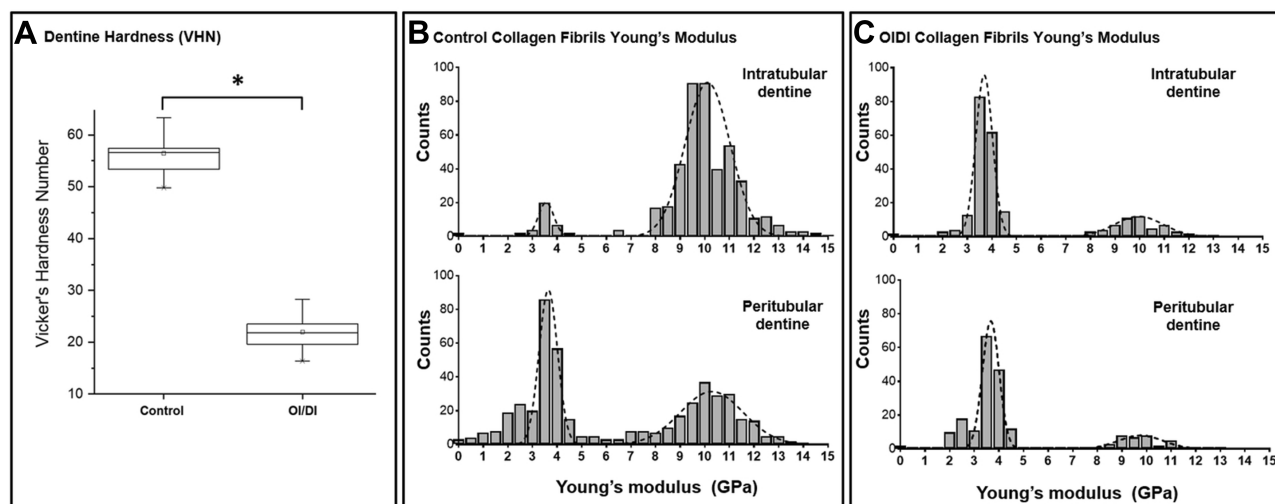 A Dentine Hardness (VHN)
*
Vicker's Hardness Number
60
50
40
30
20
10
Control OI/DI
B Control Collagen Fibrils Young's Modulus
Intratubular
dentine
Counts
100
80
60
40
20
0
0 1 2 3 4 5 6 7 8 9 10 11 12 13 14 15
Peritubular
dentine
Counts
100
80
60
40
20
0
0 1 2 3 4 5 6 7 8 9 10 11 12 13 14 15
Young's modulus (GPa)
C OIDI Collagen Fibrils Young's Modulus
Intratubular
dentine
Counts
100
80
60
40
20
0
0 1 2 3 4 5 6 7 8 9 10 11 12 13 14 15
Peritubular
dentine
Counts
100
80
60
40
20
0
0 1 2 3 4 5 6 7 8 9 10 11 12 13 14 15
Young's modulus (GPa)